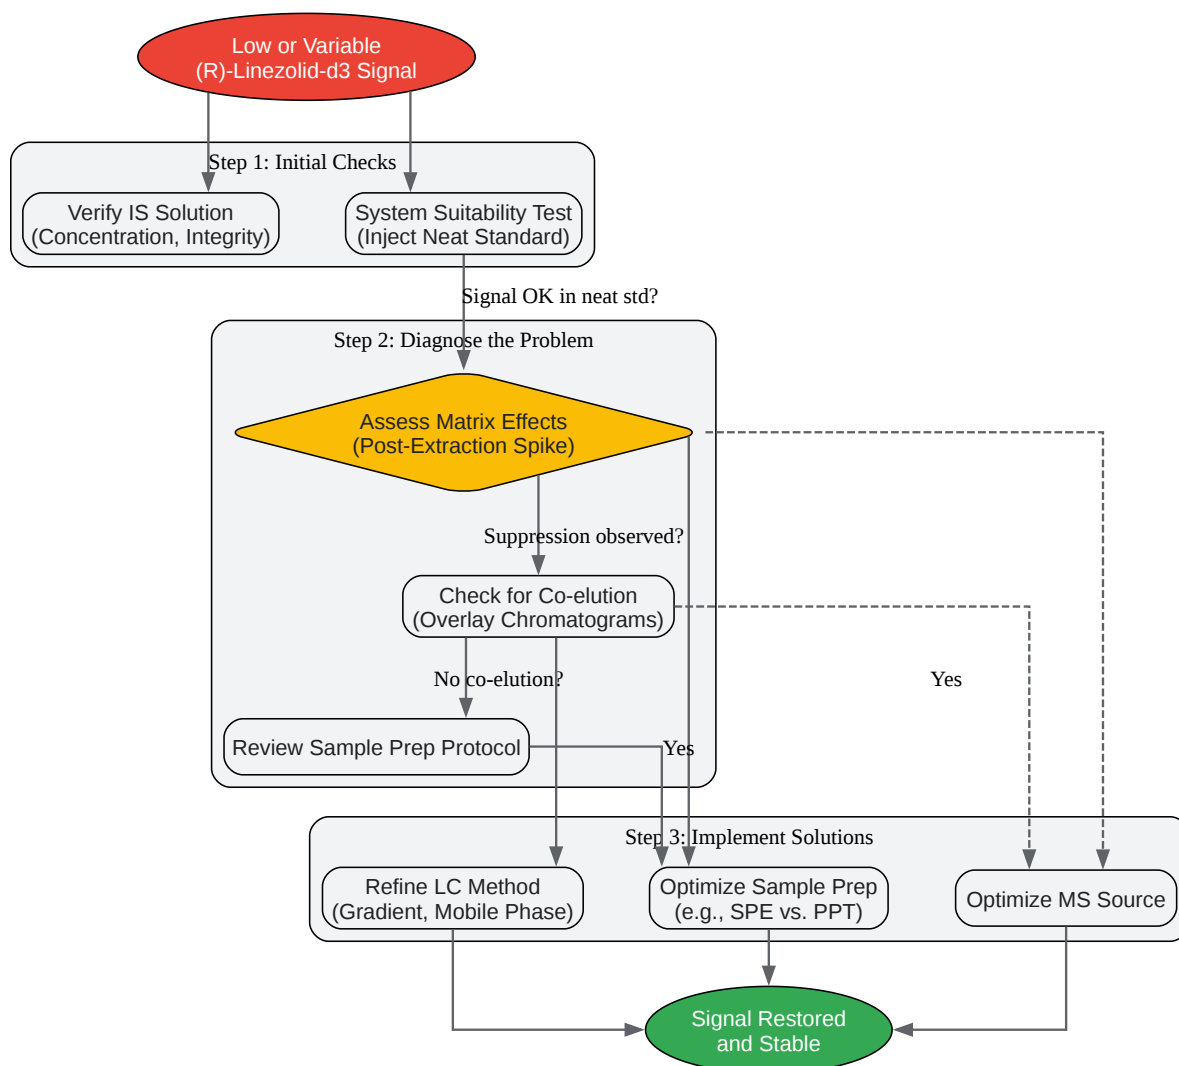 Low or Variable
(R)-Linezolid-d3 Signal
Step 1: Initial Checks
Verify IS Solution
(Concentration, Integrity)
System Suitability Test
(Inject Neat Standard)
Signal OK in neat std?
Step 2: Diagnose the Problem
Assess Matrix Effects
(Post-Extraction Spike)
Suppression observed?
Check for Co-elution
(Overlay Chromatograms)
No co-elution?
Yes
Review Sample Prep Protocol
Yes
Step 3: Implement Solutions
Refine LC Method
(Gradient, Mobile Phase)
Optimize Sample Prep
(e.g., SPE vs. PPT)
Optimize MS Source
Signal Restored
and Stable